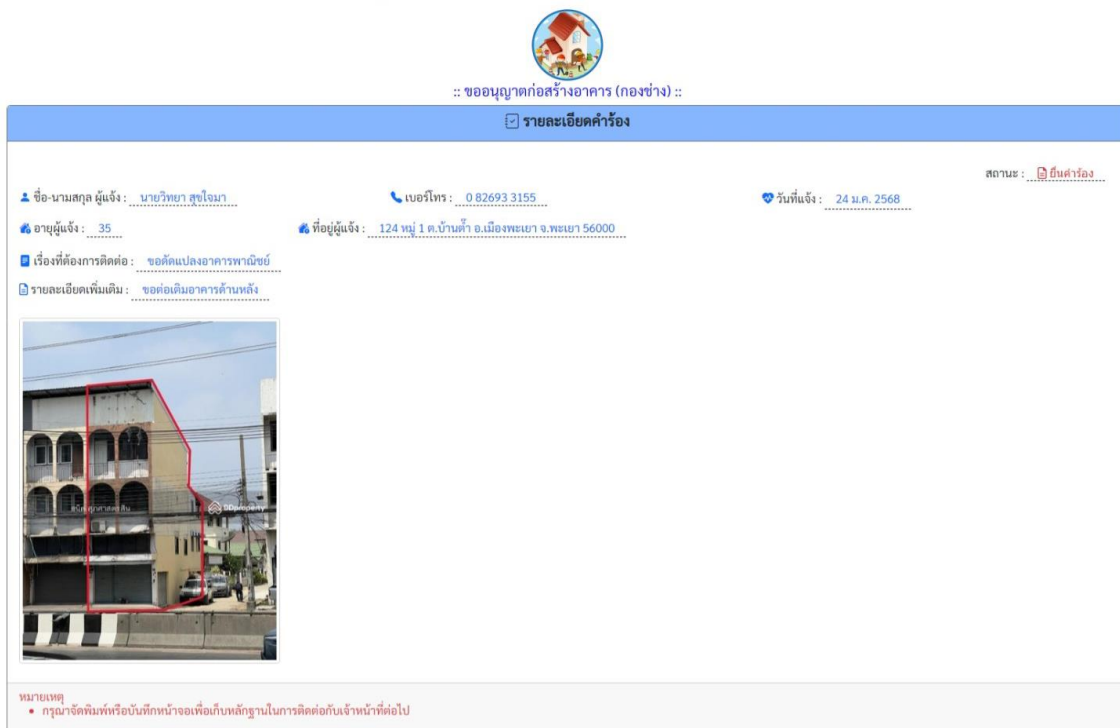 :: ขออนุญาตก่อสร้างอาคาร (กองช่าง) ::
รายละเอียดคำร้อง
สถานะ : ยื่นคำร้อง
ชื่อ-นามสกุล ผู้แจ้ง : นายวิทยา สุขใจมา เบอร์โทร : 0 82693 3155 วันที่แจ้ง : 24 ม.ค. 2568
อายุผู้แจ้ง : 35 ที่อยู่ผู้แจ้ง : 124 หมู่ 1 ต.บ้านต๊ำ อ.เมืองพะเยา จ.พะเยา 56000
เรื่องที่ต้องการติดต่อ : ขอดัดแปลงอาคารพาณิชย์
รายละเอียดเพิ่มเติม : ขอต่อเติมอาคารด้านหลัง
DDproperty
หมายเหตุ
• กรุณาจัดพิมพ์หรือบันทึกหน้าจอเพื่อเก็บหลักฐานในการติดต่อกับเจ้าหน้าที่ต่อไป